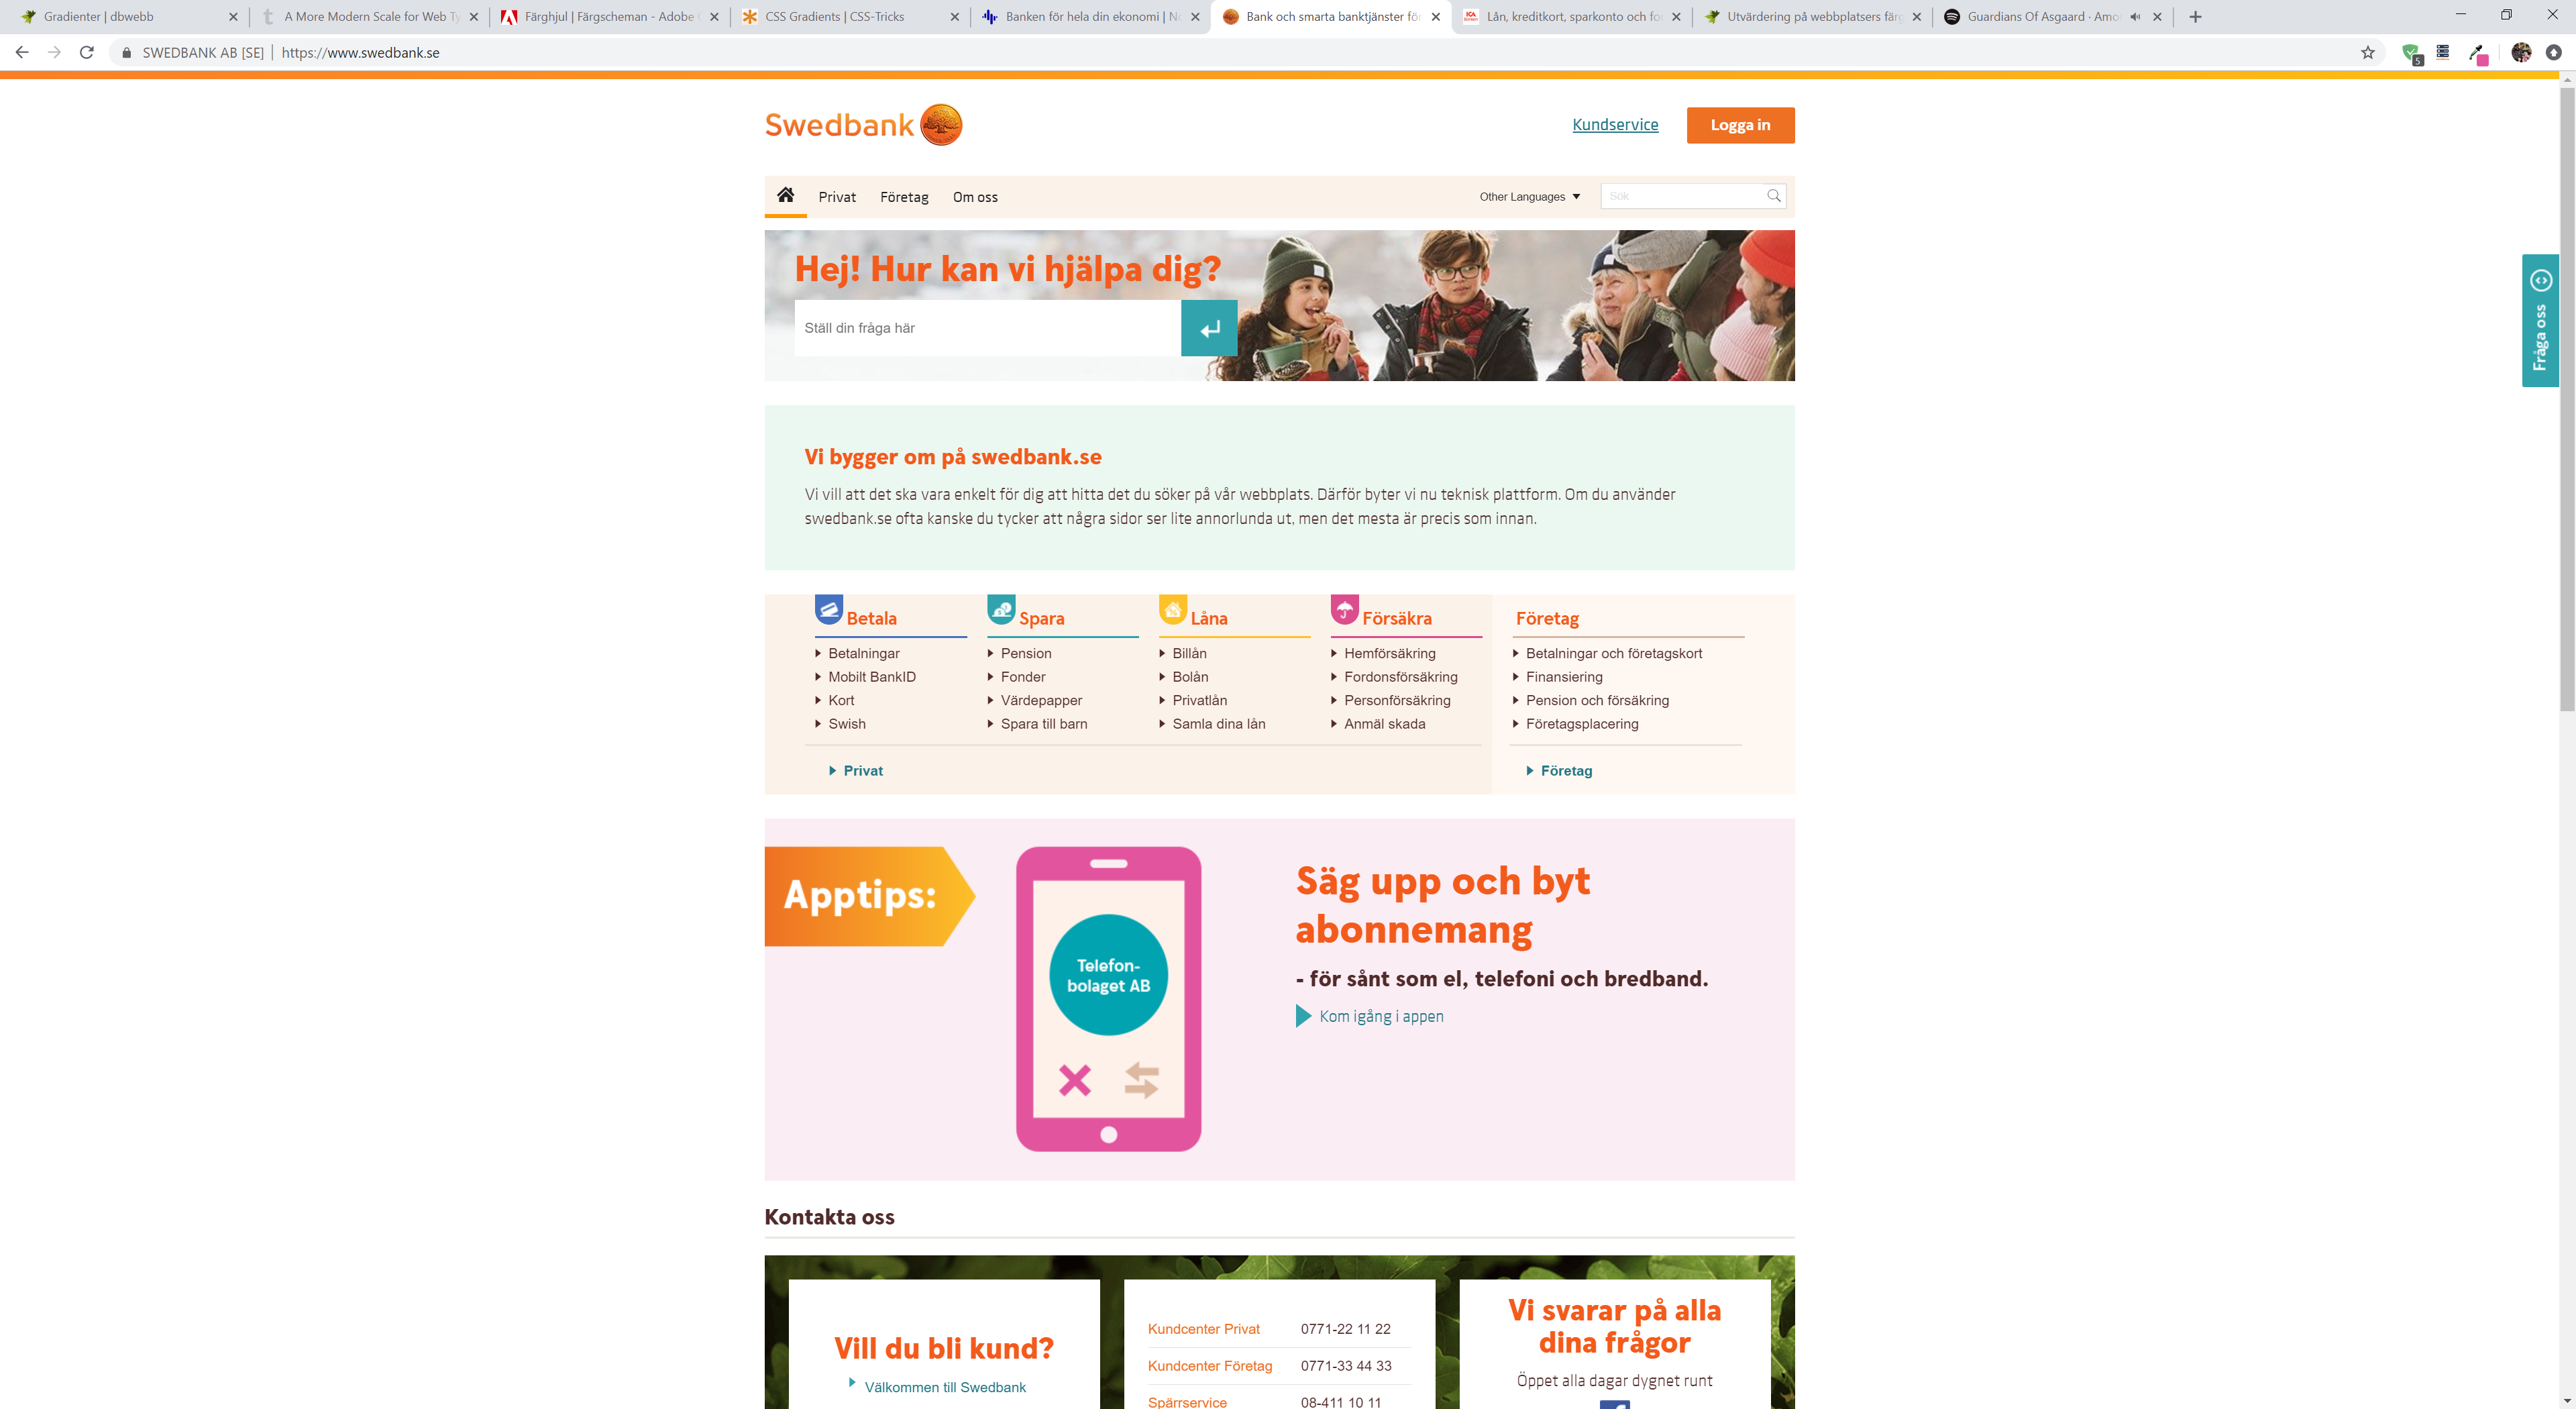 Gradienter | dbwebb
A More Modern Scale for Web Ty
Färghjul | Färgscheman - Adobe
CSS Gradients | CSS-Tricks
Banken för hela din ekonomi | No
Bank och smarta banktjänster för
Lån, kreditkort, sparkonto och fo
Utvärdering på webbplatsers färg
Guardians Of Asgaard · Amo
SWEDBANK AB [SE] | https://www.swedbank.se
5
Swedbank
Kundservice
Logga in
Privat
Företag
Om oss
Other Languages
Sök
Hej! Hur kan vi hjälpa dig?
Ställ din fråga här
Fråga oss
Vi bygger om på swedbank.se
Vi vill att det ska vara enkelt för dig att hitta det du söker på vår webbplats. Därför byter vi nu teknisk plattform. Om du använder
swedbank.se ofta kanske du tycker att några sidor ser lite annorlunda ut, men det mesta är precis som innan.
Betala
Betalningar
Mobilt BankID
Kort
Swish
Spara
Pension
Fonder
Värdepapper
Spara till barn
Låna
Billån
Bolån
Privatlån
Samla dina lån
Försäkra
Hemförsäkring
Fordonsförsäkring
Personförsäkring
Anmäl skada
Privat
Företag
Betalningar och företagskort
Finansiering
Pension och försäkring
Företagsplacering
Företag
Apptips:
Telefon-
bolaget AB
Säg upp och byt
abonnemang
- för sånt som el, telefoni och bredband.
Kom igång i appen
Kontakta oss
Vill du bli kund?
Välkommen till Swedbank
Kundcenter Privat 0771-22 11 22
Kundcenter Företag 0771-33 44 33
Spärrservice 08-411 10 11
Vi svarar på alla
dina frågor
Öppet alla dagar dygnet runt